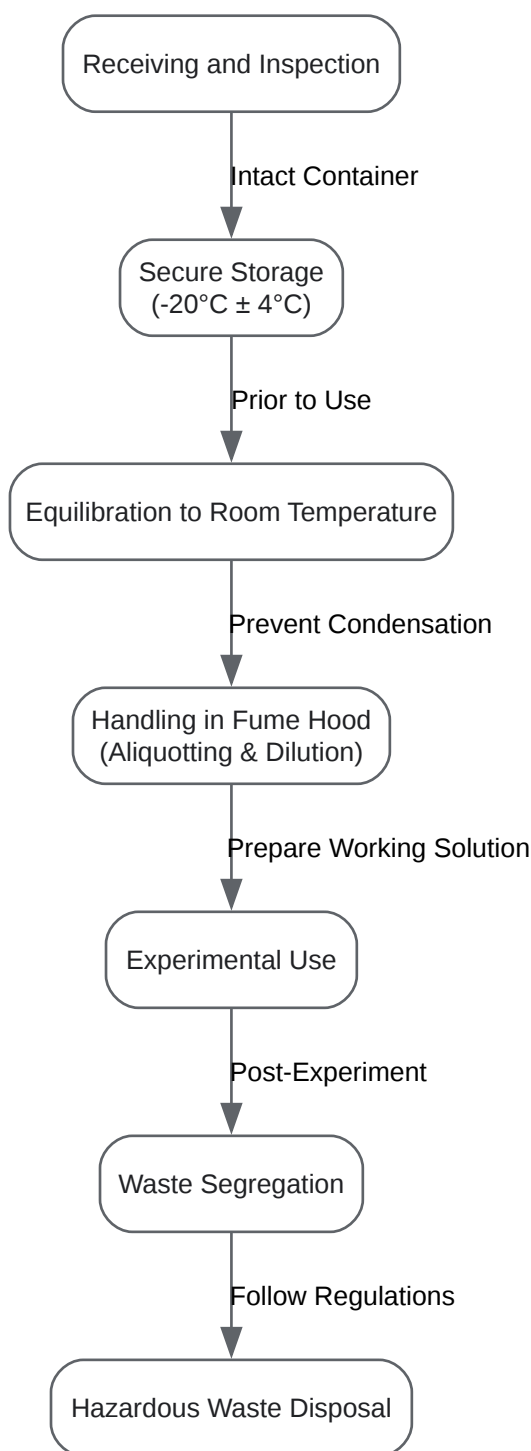 Receiving and Inspection
Intact Container
Secure Storage
(-20°C ± 4°C)
Prior to Use
Equilibration to Room Temperature
Prevent Condensation
Handling in Fume Hood
(Aliquotting & Dilution)
Prepare Working Solution
Experimental Use
Post-Experiment
Waste Segregation
Follow Regulations
Hazardous Waste Disposal